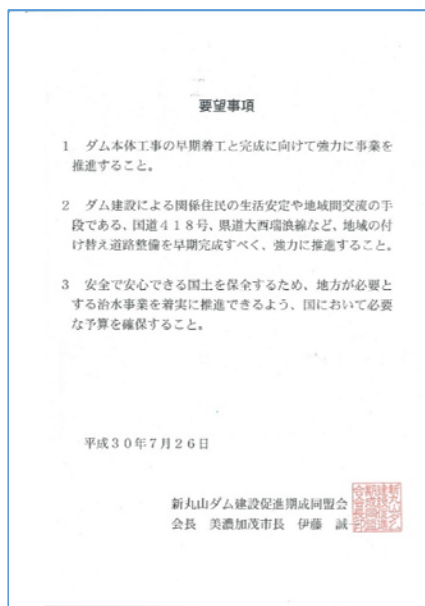 要望事項
1 ダム本体工事の早期着工と完成に向けて強力に事業を
推進すること。
2 ダム建設による関係住民の生活安定や地域間交流の手
段である、国道418号、県道大西瑞浪線など、地域の付
け替え道路整備を早期完成すべく、強力に推進すること。
3 安全で安心できる国土を保全するため、地方が必要と
する治水事業を着実に推進できるよう、国において必要
な予算を確保すること。
平成30年7月26日
新丸山ダム建設促進期成同盟会
会長 美濃加茂市長 伊藤 誠